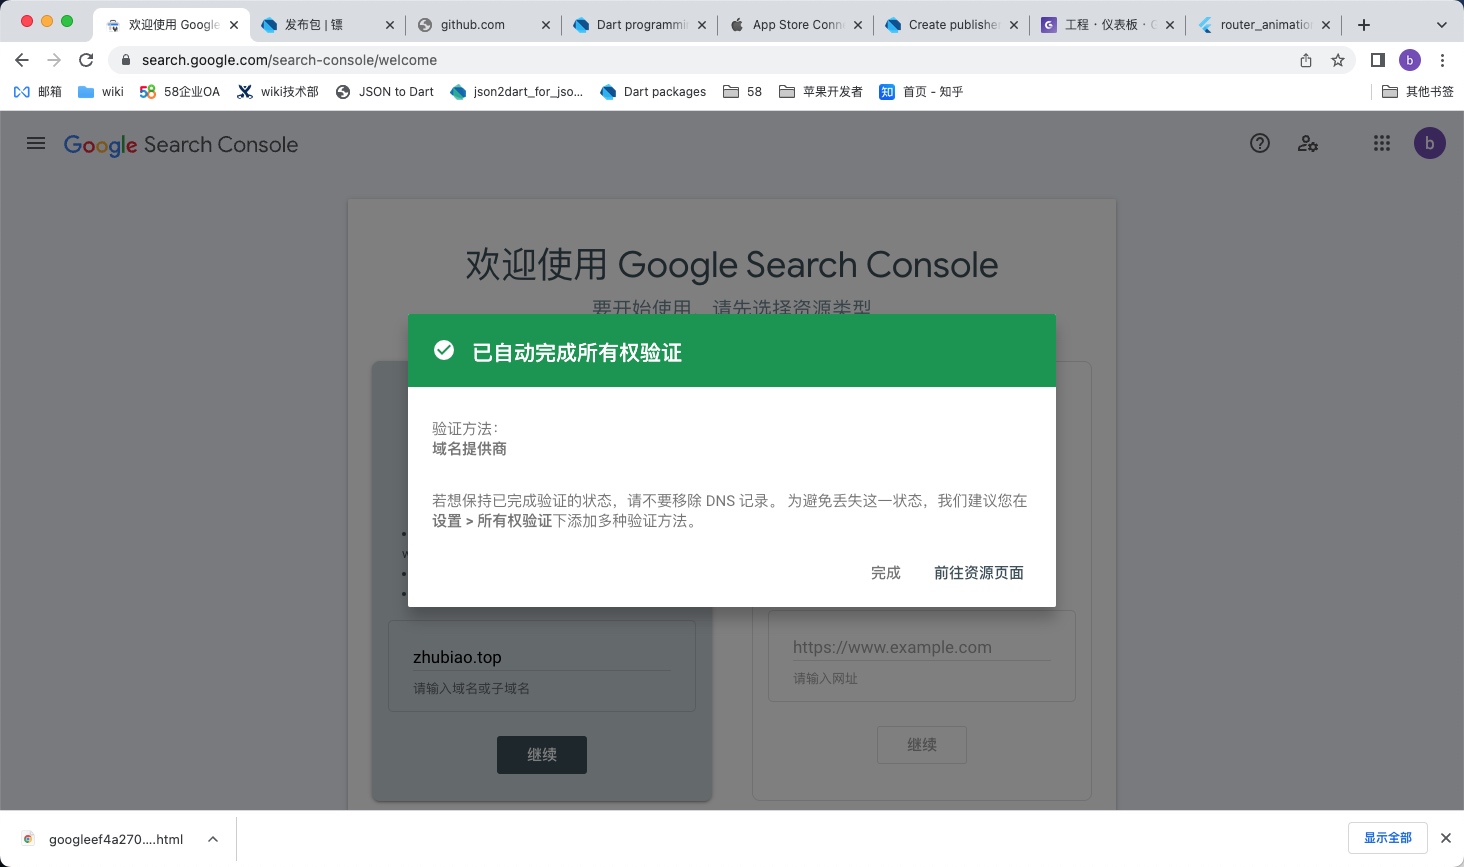 欢迎使用 Google
发布包 | 镖
github.com
Dart programmi
App Store Conn
Create publisher
工程 · 仪表板 · G
router_animation
search.google.com/search-console/welcome
b
邮箱
wiki
58企业OA
wiki技术部
JSON to Dart
json2dart_for_jso...
Dart packages
58
苹果开发者
知 首页 - 知乎
其他书签
Google Search Console
b
欢迎使用 Google Search Console
要开始使用，请先选择资源类型
已自动完成所有权验证
验证方法：
域名提供商
若想保持已完成验证的状态，请不要移除 DNS 记录。 为避免丢失这一状态，我们建议您在
设置 > 所有权验证下添加多种验证方法。
完成
前往资源页面
zhubiao.top
请输入域名或子域名
继续
https://www.example.com
请输入网址
继续
googleef4a270....html
显示全部